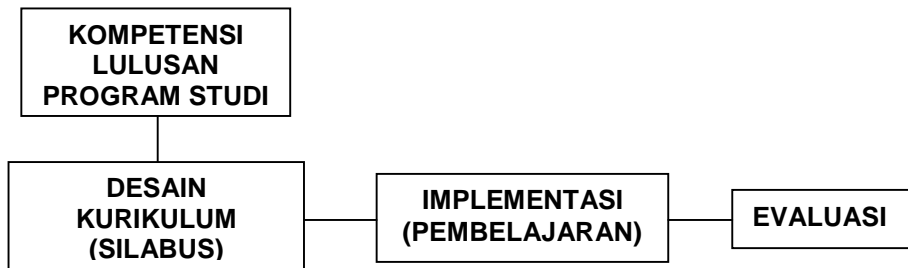 KOMPETENSI
LULUSAN
PROGRAM STUDI
DESAIN
KURIKULUM
(SILABUS)
IMPLEMENTASI
(PEMBELAJARAN)
EVALUASI